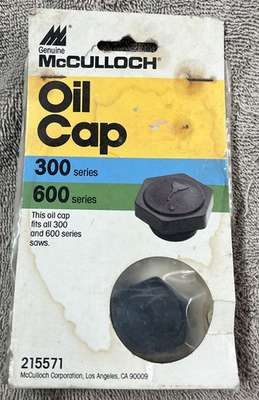 Genuine
McCULLOCH®
Oil
Cap
300 series
600 series
This oil cap
fits all 300
and 600 series
saws.
215571
McCulloch Corporation, Los Angeles, CA 90009